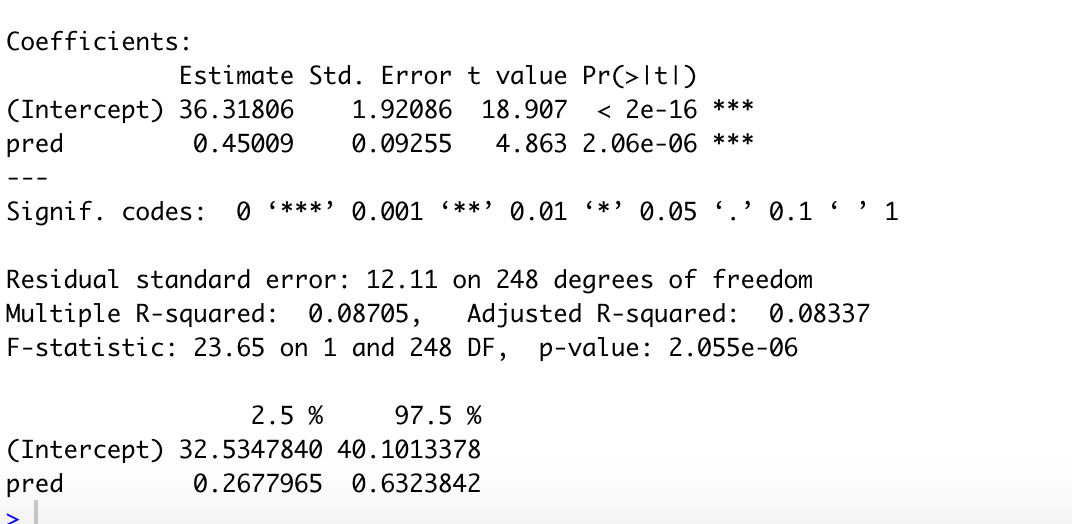 Coefficients:
            Estimate Std. Error t value Pr(>|t|)
(Intercept) 36.31806    1.92086  18.907  < 2e-16 ***
pred         0.45009    0.09255   4.863 2.06e-06 ***
---
Signif. codes:  0 ‘***’ 0.001 ‘**’ 0.01 ‘*’ 0.05 ‘.’ 0.1 ‘ ’ 1
Residual standard error: 12.11 on 248 degrees of freedom
Multiple R-squared:  0.08705,   Adjusted R-squared:  0.08337
F-statistic: 23.65 on 1 and 248 DF,  p-value: 2.055e-06
                 2.5 %     97.5 %
(Intercept) 32.5347840 40.1013378
pred         0.2677965  0.6323842
>